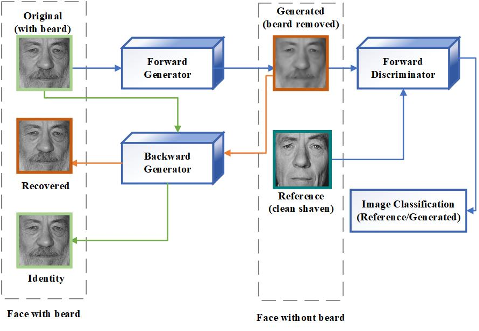 Original
(with beard)
Generated
(beard removed)
Forward
Generator
Forward
Discriminator
Backward
Generator
Recovered
Reference
(clean shaven)
Image Classification
(Reference/Generated)
Identity
Face with beard
Face without beard